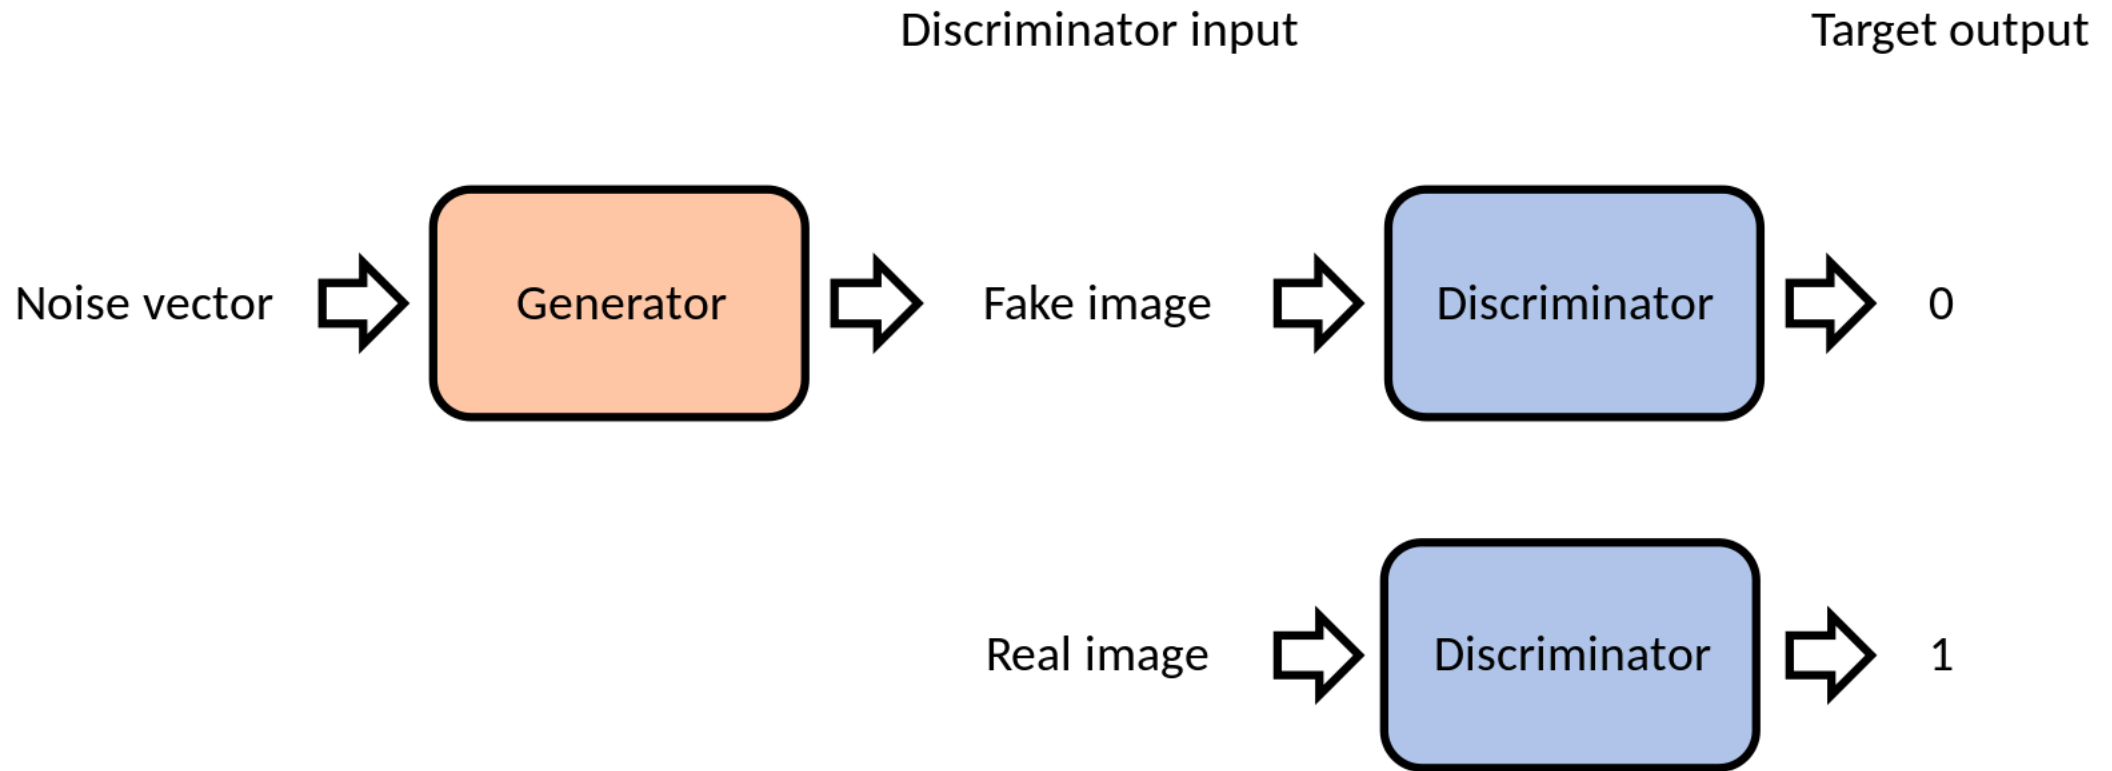 Discriminator input
Target output
Noise vector
Generator
Fake image
Discriminator
0
Real image
Discriminator
1